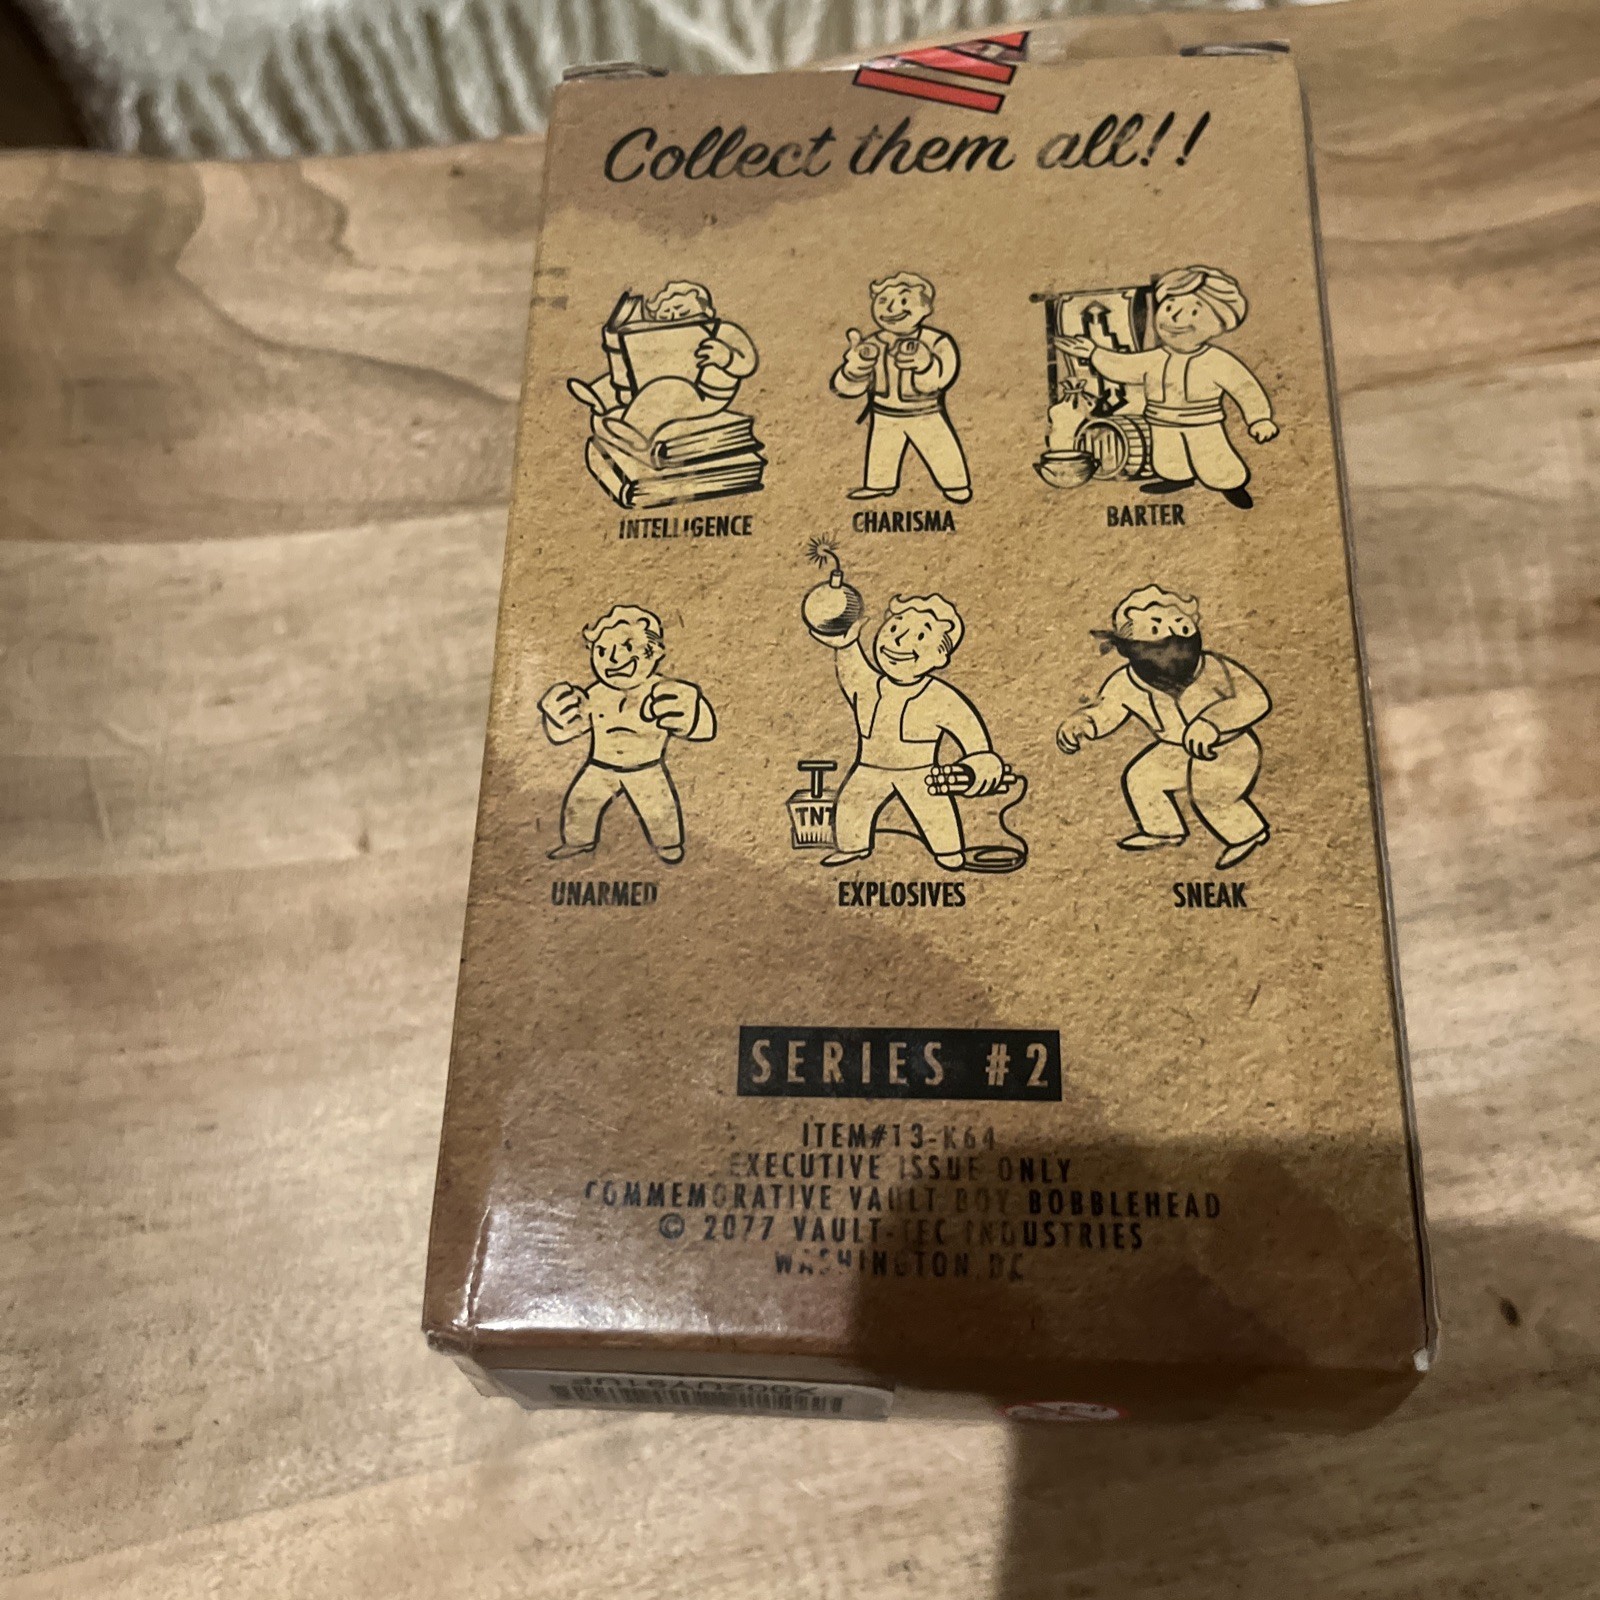 Collect them all!!
INTELLIGENCE
CHARISMA
BARTER
TNT
UNARMED
EXPLOSIVES
SNEAK
SERIES #2
ITEM#13-K64
EXECUTIVE ISSUE ONLY
COMMEMORATIVE VAULT BOY BOBBLEHEAD
© 2077 VAULT-TEC INDUSTRIES
WASHINGTON DC